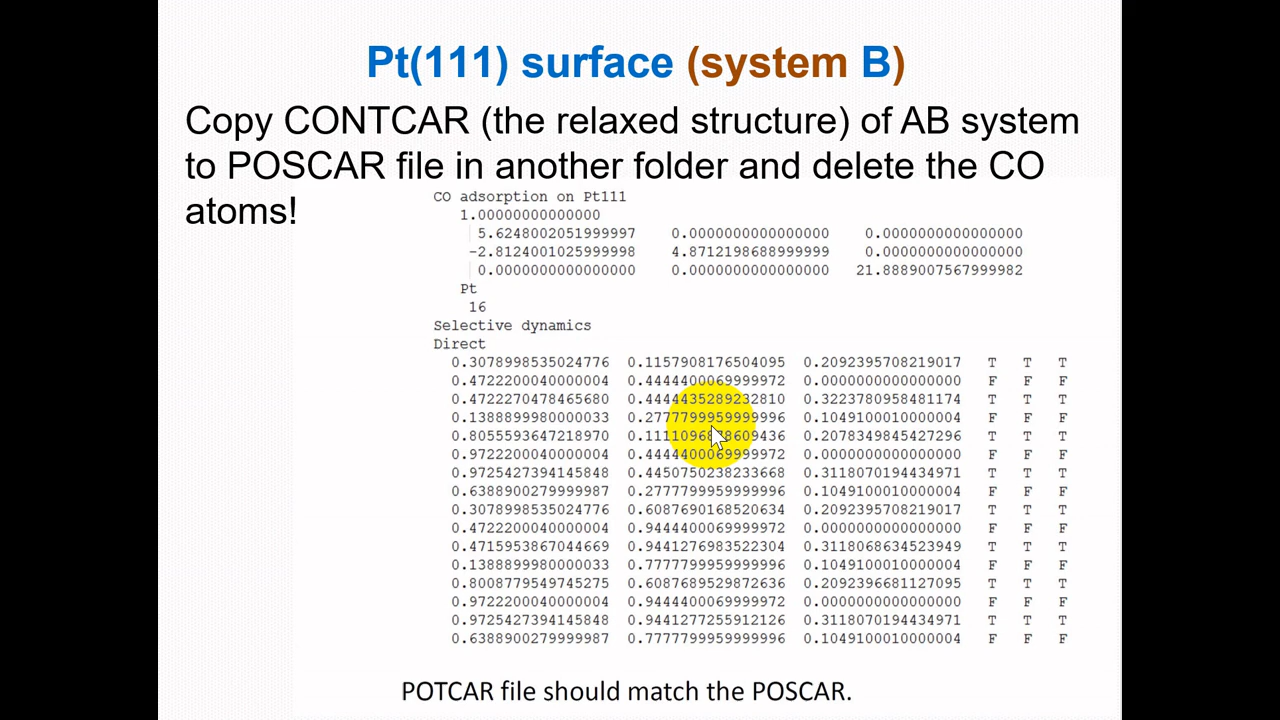 Pt(111) surface (system B)
Copy CONTCAR (the relaxed structure) of AB system
to POSCAR file in another folder and delete the CO
atoms!
CO adsorption on Pt111
1.00000000000000
5.6248002051999997 0.0000000000000000 0.0000000000000000
-2.8124001025999998 4.8712198688999999 0.0000000000000000
0.0000000000000000 0.0000000000000000 21.8889007567999982
Pt
16
Selective dynamics
Direct
0.3078998535024776 0.1157908176504095 0.2092395708219017 T T T
0.4722200040000004 0.4444400069999972 0.0000000000000000 F F F
0.4722270478465680 0.4444435289232810 0.3223780958481174 T T T
0.1388899980000033 0.2777799959999996 0.1049100010000004 F F F
0.8055593647218970 0.1111096878609436 0.2078349845427296 T T T
0.9722200040000004 0.4444400069999972 0.0000000000000000 F F F
0.9725427394145848 0.4450750238233668 0.3118070194434971 T T T
0.6388900279999987 0.2777799959999996 0.1049100010000004 F F F
0.3078998535024776 0.6087690168520634 0.2092395708219017 T T T
0.4722200040000004 0.9444400069999972 0.0000000000000000 F F F
0.4715953867044669 0.9441276983522304 0.3118068634523949 T T T
0.1388899980000033 0.7777799959999996 0.1049100010000004 F F F
0.8008779549745275 0.6087689529872636 0.2092396681127095 T T T
0.9722200040000004 0.9444400069999972 0.0000000000000000 F F F
0.9725427394145848 0.9441277255912126 0.3118070194434971 T T T
0.6388900279999987 0.7777799959999996 0.1049100010000004 F F F
POTCAR file should match the POSCAR.